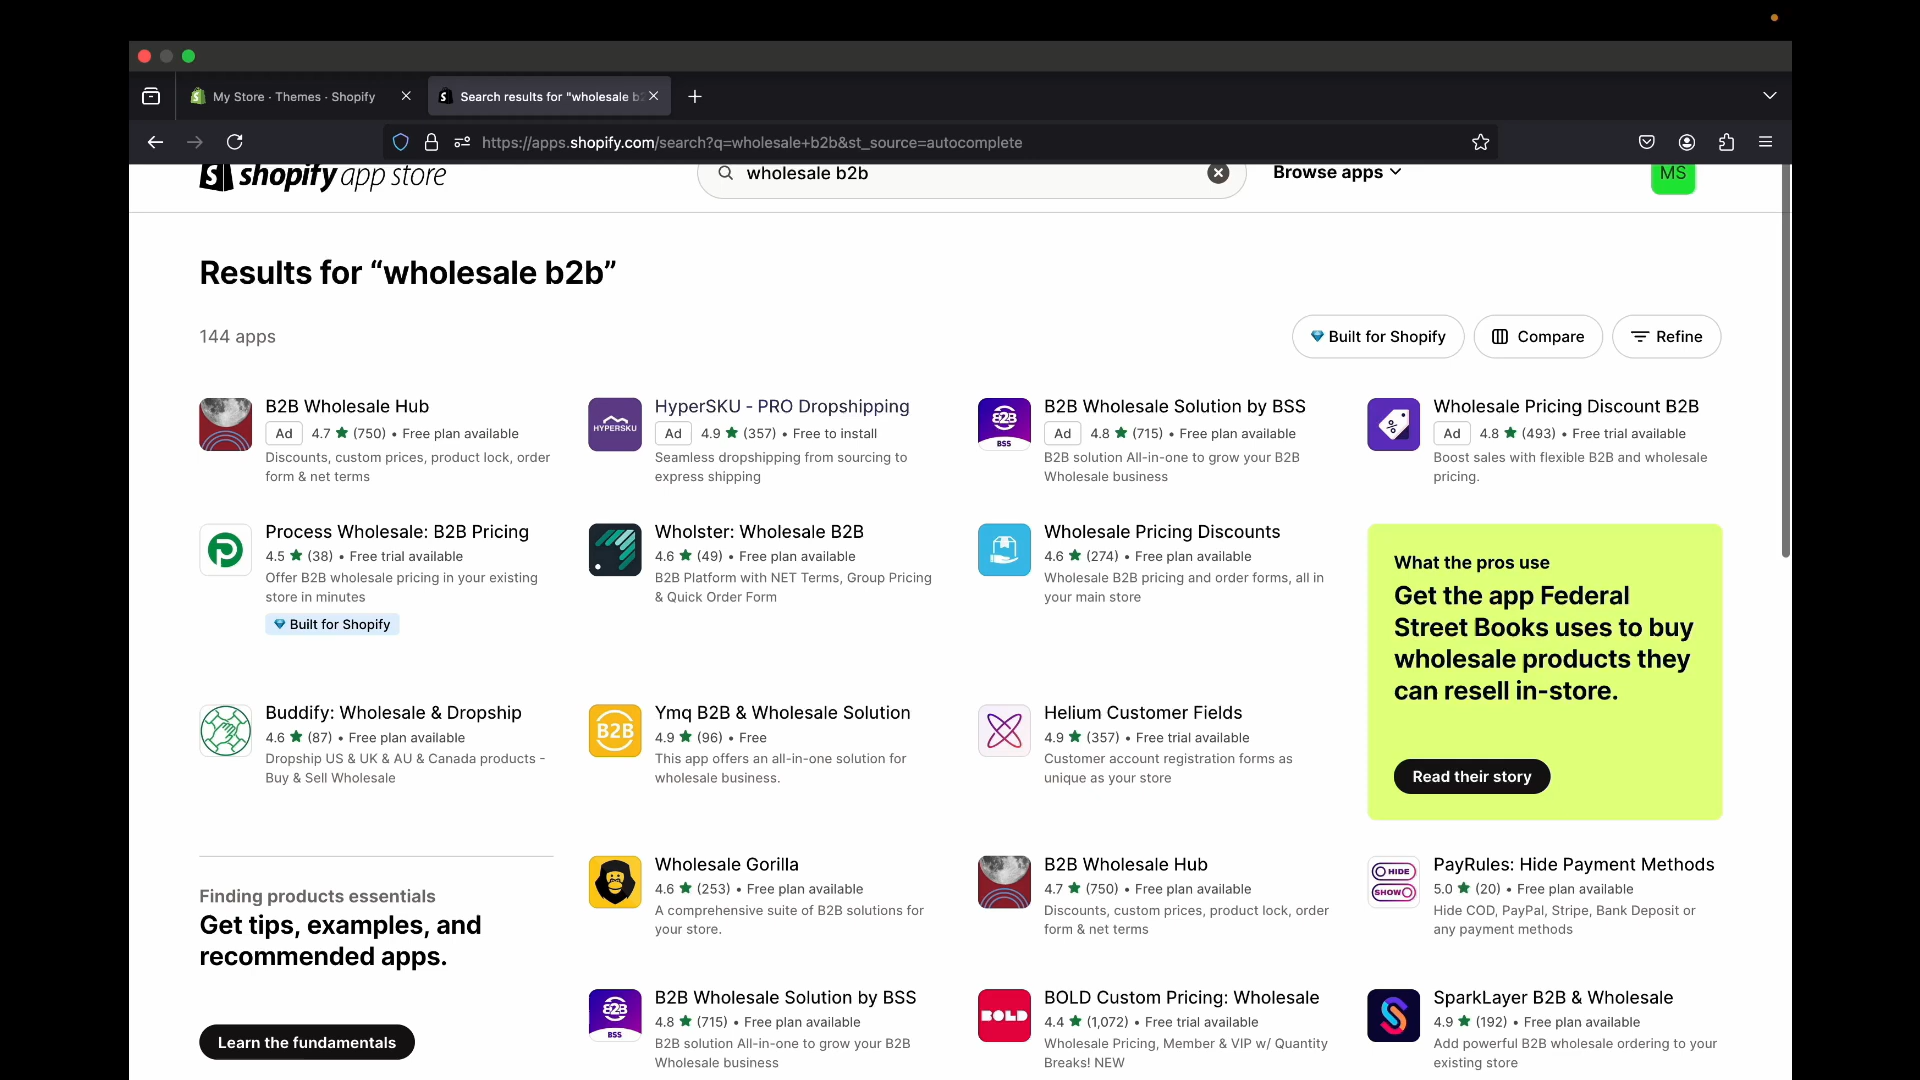 My Store · Themes · Shopify
Search results for "wholesale b
https://apps.shopify.com/search?q=wholesale+b2b&st_source=autocomplete
shopify app store
wholesale b2b
Browse apps
MS
Results for “wholesale b2b”
144 apps
Built for Shopify
Compare
Refine
B2B Wholesale Hub
Ad 4.7 ★ (750) • Free plan available
Discounts, custom prices, product lock, order
form & net terms
HYPERSKU
HyperSKU - PRO Dropshipping
Ad 4.9 ★ (357) • Free to install
Seamless dropshipping from sourcing to
express shipping
B2B
BSS
B2B Wholesale Solution by BSS
Ad 4.8 ★ (715) • Free plan available
B2B solution All-in-one to grow your B2B
Wholesale business
%
Wholesale Pricing Discount B2B
Ad 4.8 ★ (493) • Free trial available
Boost sales with flexible B2B and wholesale
pricing.
Process Wholesale: B2B Pricing
4.5 ★ (38) • Free trial available
Offer B2B wholesale pricing in your existing
store in minutes
Built for Shopify
Wholster: Wholesale B2B
4.6 ★ (49) • Free plan available
B2B Platform with NET Terms, Group Pricing
& Quick Order Form
Wholesale Pricing Discounts
4.6 ★ (274) • Free plan available
Wholesale B2B pricing and order forms, all in
your main store
What the pros use
Get the app Federal
Street Books uses to buy
wholesale products they
can resell in-store.
Read their story
Buddify: Wholesale & Dropship
4.6 ★ (87) • Free plan available
Dropship US & UK & AU & Canada products -
Buy & Sell Wholesale
B2B
Ymq B2B & Wholesale Solution
4.9 ★ (96) • Free
This app offers an all-in-one solution for
wholesale business.
Helium Customer Fields
4.9 ★ (357) • Free trial available
Customer account registration forms as
unique as your store
Finding products essentials
Get tips, examples, and
recommended apps.
Learn the fundamentals
Wholesale Gorilla
4.6 ★ (253) • Free plan available
A comprehensive suite of B2B solutions for
your store.
B2B Wholesale Hub
4.7 ★ (750) • Free plan available
Discounts, custom prices, product lock, order
form & net terms
HIDE
SHOW
PayRules: Hide Payment Methods
5.0 ★ (20) • Free plan available
Hide COD, PayPal, Stripe, Bank Deposit or
any payment methods
B2B
BSS
B2B Wholesale Solution by BSS
4.8 ★ (715) • Free plan available
B2B solution All-in-one to grow your B2B
Wholesale business
BOLD
BOLD Custom Pricing: Wholesale
4.4 ★ (1,072) • Free trial available
Wholesale Pricing, Member & VIP w/ Quantity
Breaks! NEW
SparkLayer B2B & Wholesale
4.9 ★ (192) • Free plan available
Add powerful B2B wholesale ordering to your
existing store